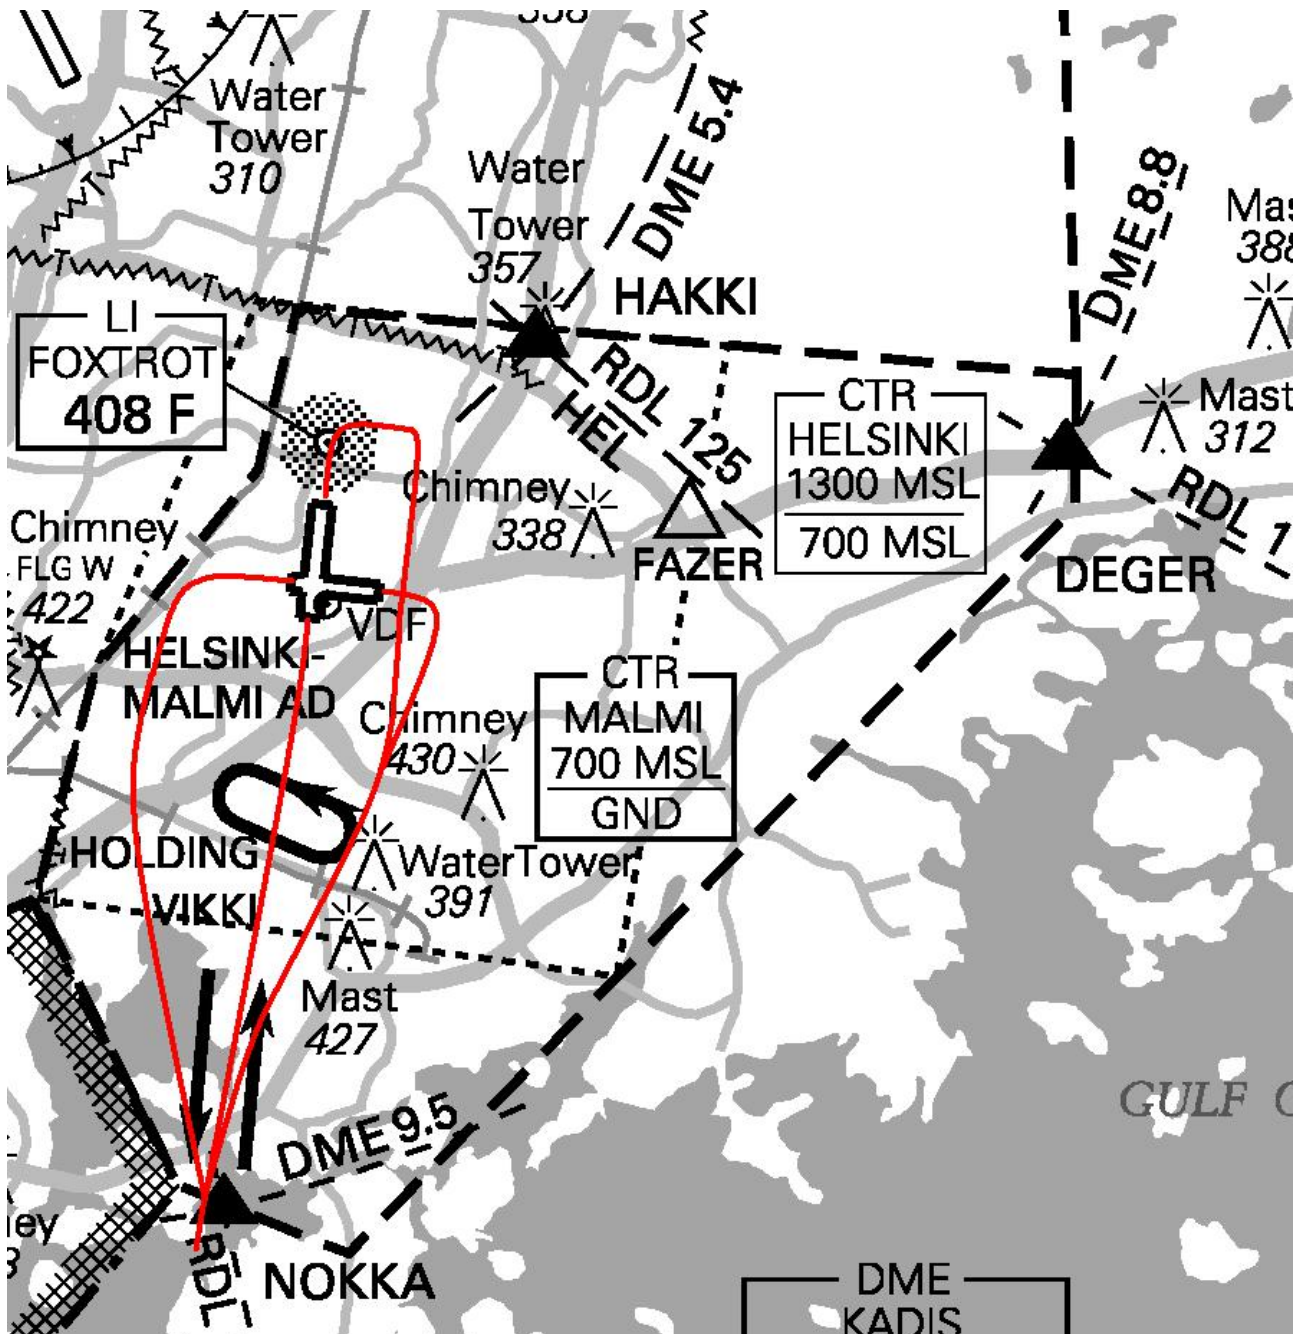 Water
Tower
310
Water
Tower
357
DME 5.4
HAKKI
DME 8.8
388
LI
FOXTROT
408 F
RDL 125
HEL
CTR
HELSINKI
1300 MSL
700 MSL
Mast
312
RDL 1
Chimney
338
FAZER
DEGER
Chimney
FLG W
422
VDF
HELSINKI-
MALMI AD
Chimney
430
CTR
MALMI
700 MSL
GND
HOLDING
VIKKI
WaterTower
391
Mast
427
GULF
DME 9.5
RDL
NOKKA
DME
KADIS